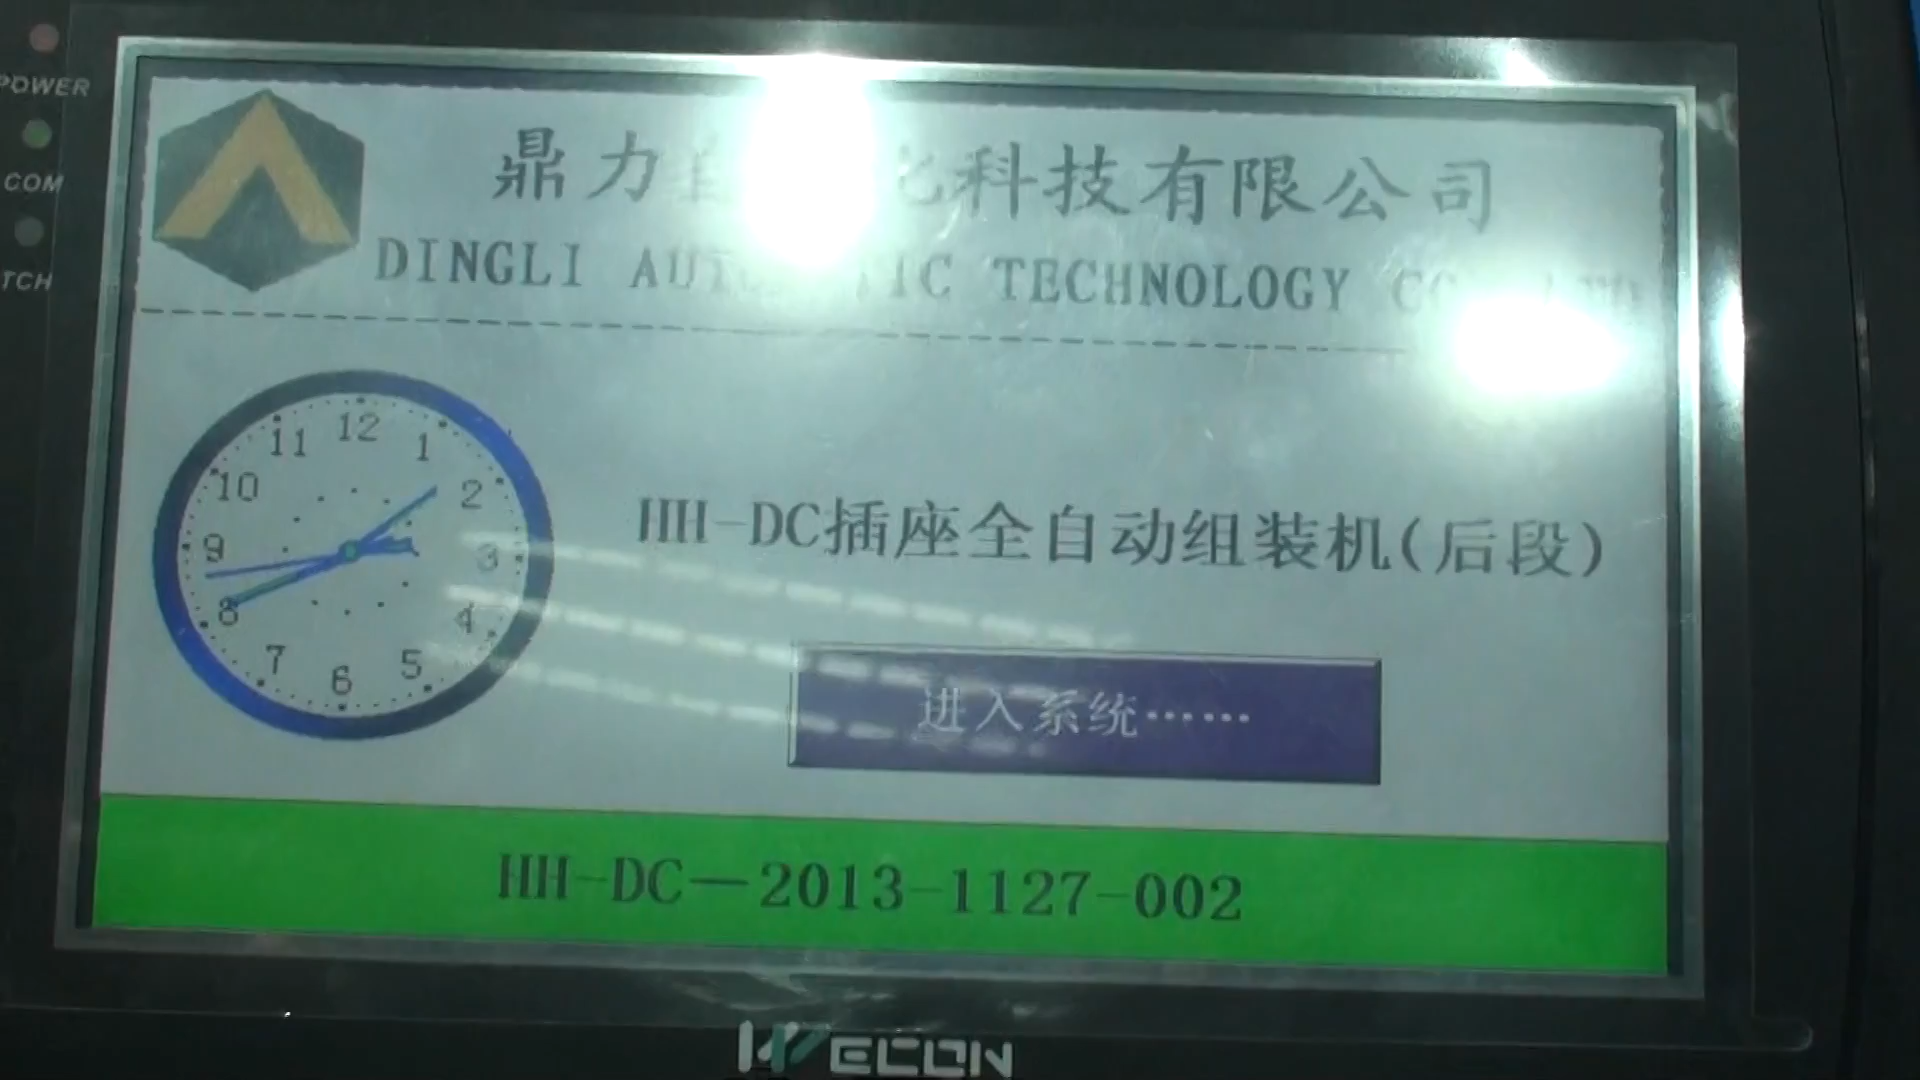 POWER
COM
TCH
鼎力 科技有限公司
DINGLI TECHNOLOGY
12
1
2
3
4
5
6
7
8
9
10
11
HH-DC插座全自动组装机(后段)
进入系统……
HH-DC—2013-1127-002
WECON